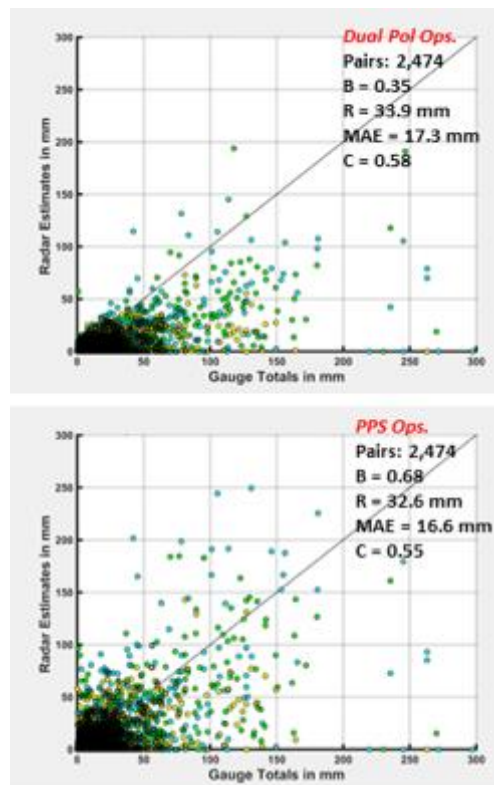 Dual Pol Ops.
Pairs: 2,474
B = 0.35
R = 33.9 mm
MAE = 17.3 mm
C = 0.58
300
250
200
150
100
50
0
Radar Estimates in mm
0 50 100 150 200 250 300
Gauge Totals in mm
PPS Ops.
Pairs: 2,474
B = 0.68
R = 32.6 mm
MAE = 16.6 mm
C = 0.55
300
250
200
150
100
50
0
Radar Estimates in mm
0 50 100 150 200 250 300
Gauge Totals in mm